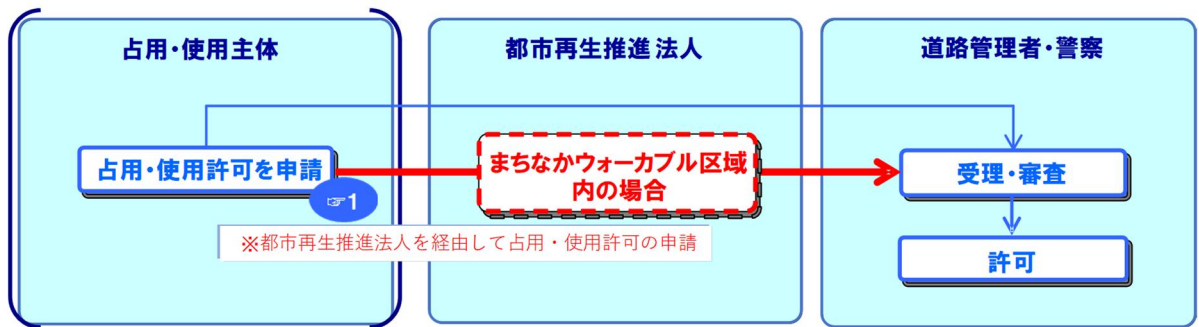 占用・使用主体
都市再生推進法人
道路管理者・警察
占用・使用許可を申請
☞1
まちなかウォーカブル区域
内の場合
受理・審査
※都市再生推進法人を経由して占用・使用許可の申請
許可